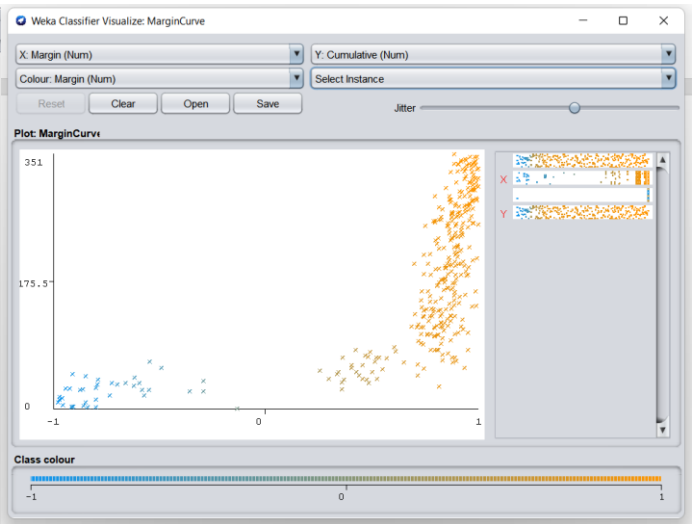 Weka Classifier Visualize: MarginCurve
X: Margin (Num)
Y: Cumulative (Num)
Colour: Margin (Num)
Select Instance
Reset
Clear
Open
Save
Jitter
Plot: MarginCurve
351
175.5
0
-1
0
1
X
Y
Class colour
-1
0
1